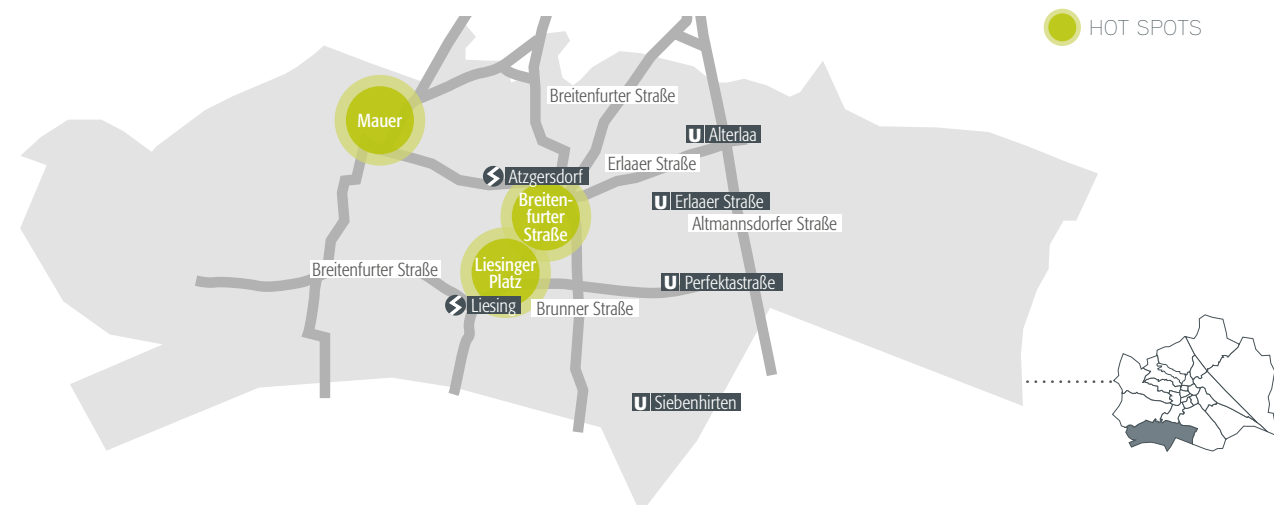 HOT SPOTS
Breitenfurter Straße
Mauer
U Alterlaa
Erlaaer Straße
Atzgersdorf
Breiten-
furter
Straße
U Erlaaer Straße
Altmannsdorfer Straße
Liesinger
Platz
Breitenfurter Straße
U Perfektastraße
Liesing
Brunner Straße
U Siebenhirten